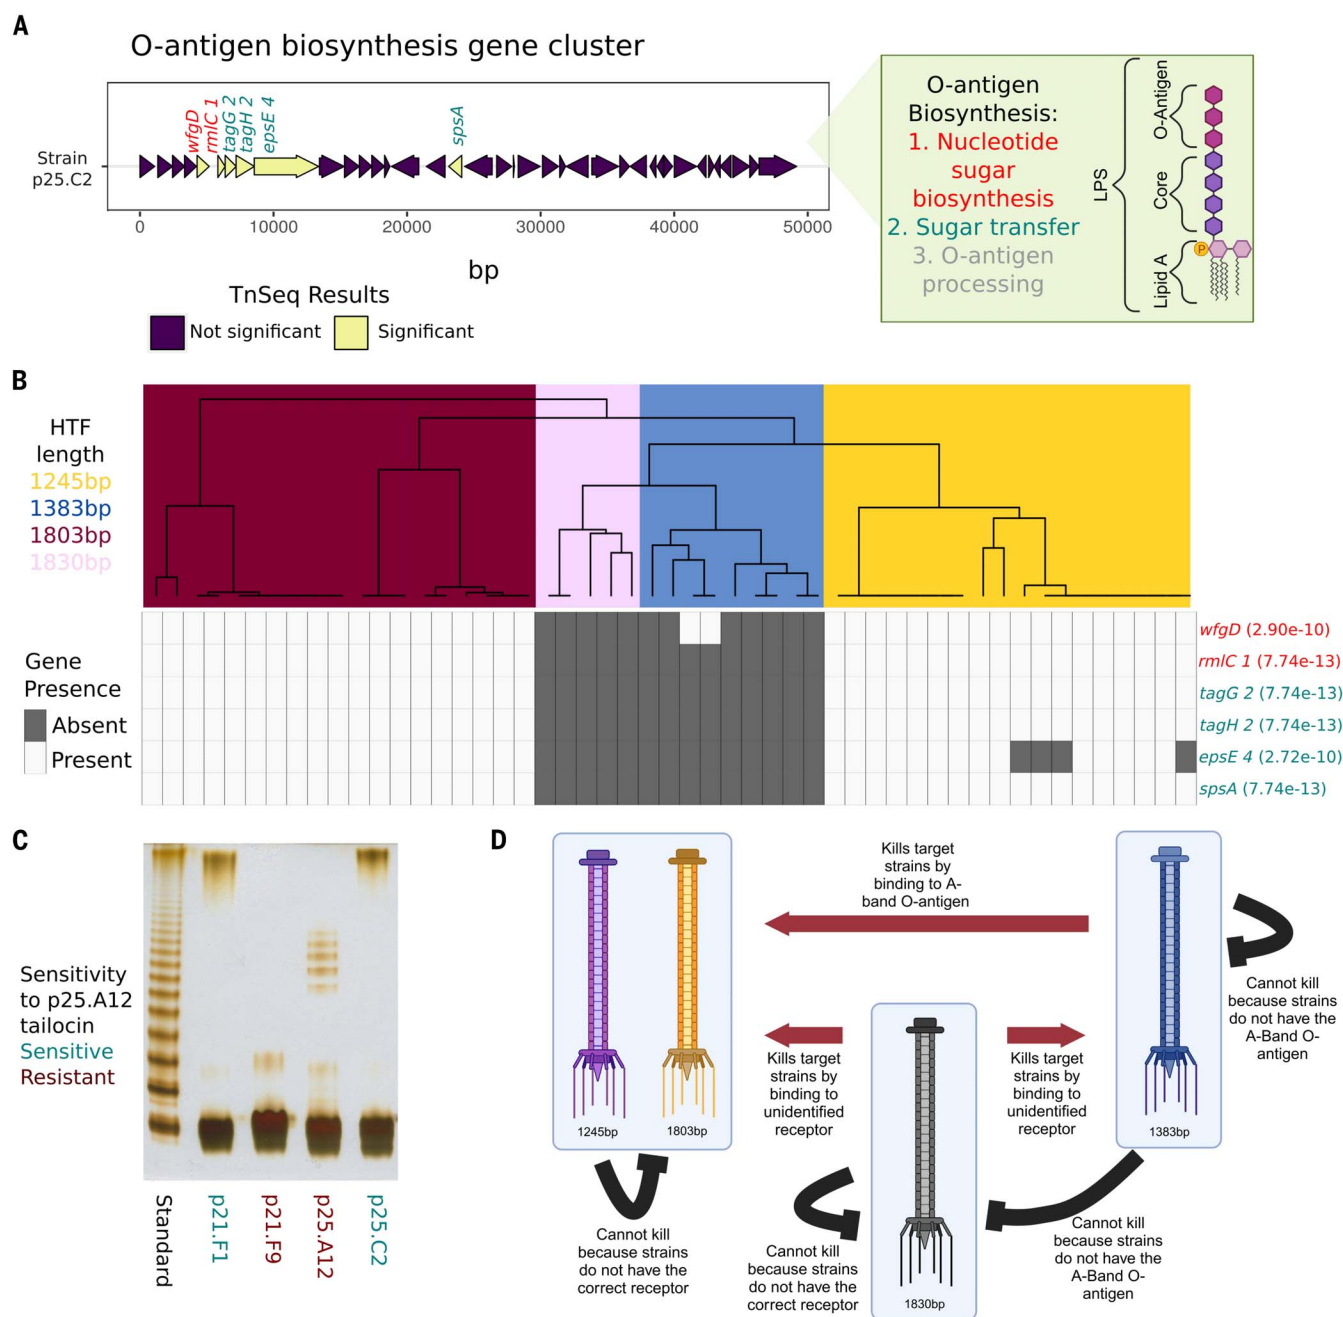 A
O-antigen biosynthesis gene cluster
wfgD
rmlC 1
tagG 2
tagH 2
epsE 4
spsA
Strain
p25.C2
0
10000
20000
30000
40000
50000
bp
TnSeq Results
Not significant
Significant
O-antigen
Biosynthesis:
1. Nucleotide
sugar
biosynthesis
2. Sugar transfer
3. O-antigen
processing
LPS
O-Antigen
Core
Lipid A
P
B
HTF
length
1245bp
1383bp
1803bp
1830bp
Gene
Presence
Absent
Present
wfgD (2.90e-10)
rmlC 1 (7.74e-13)
tagG 2 (7.74e-13)
tagH 2 (7.74e-13)
epsE 4 (2.72e-10)
spsA (7.74e-13)
C
Sensitivity
to p25.A12
tailocin
Sensitive
Resistant
Standard
p21.F1
p21.F9
p25.A12
p25.C2
D
1245bp
1803bp
Kills target
strains by
binding to A-
band O-antigen
1383bp
Cannot kill
because strains
do not have the
A-Band O-
antigen
Kills target
strains by
binding to
unidentified
receptor
Kills target
strains by
binding to
unidentified
receptor
1830bp
Cannot kill
because strains
do not have the
correct receptor
Cannot kill
because strains
do not have the
correct receptor
Cannot kill
because strains
do not have the
A-Band O-
antigen